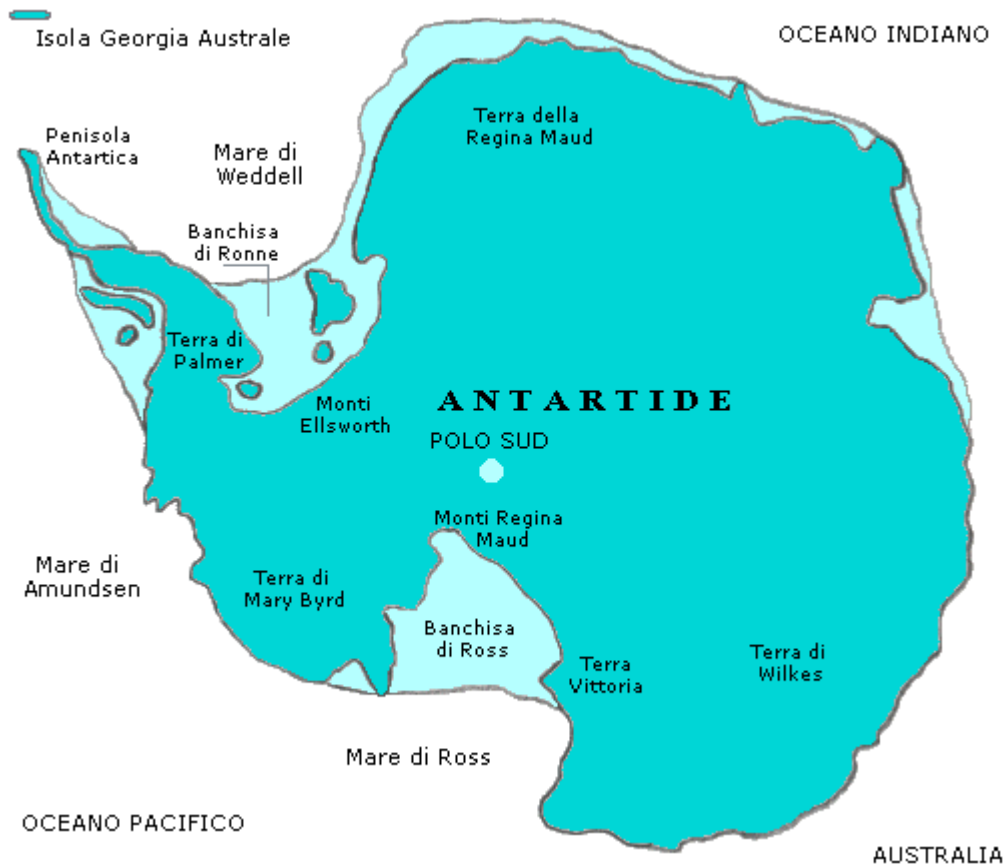 Isola Georgia Australe
OCEANO INDIANO
Penisola
Antartica
Mare di
Weddell
Terra della
Regina Maud
Banchisa
di Ronne
Terra di
Palmer
Monti
Ellsworth
ANTARTIDE
POLO SUD
Monti Regina
Maud
Mare di
Amundsen
Terra di
Mary Byrd
Banchisa
di Ross
Terra
Vittoria
Terra di
Wilkes
Mare di Ross
OCEANO PACIFICO
AUSTRALIA